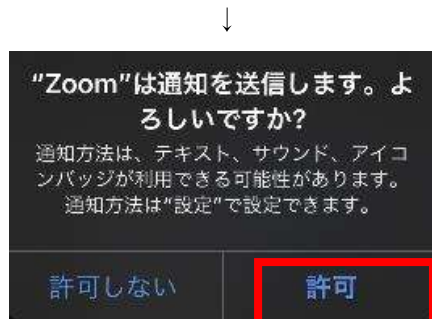 ↓
“Zoom”は通知を送信します。よ
ろしいですか?
通知方法は、テキスト、サウンド、アイコ
ンバッジが利用できる可能性があります。
通知方法は“設定”で設定できます。
許可しない 許可